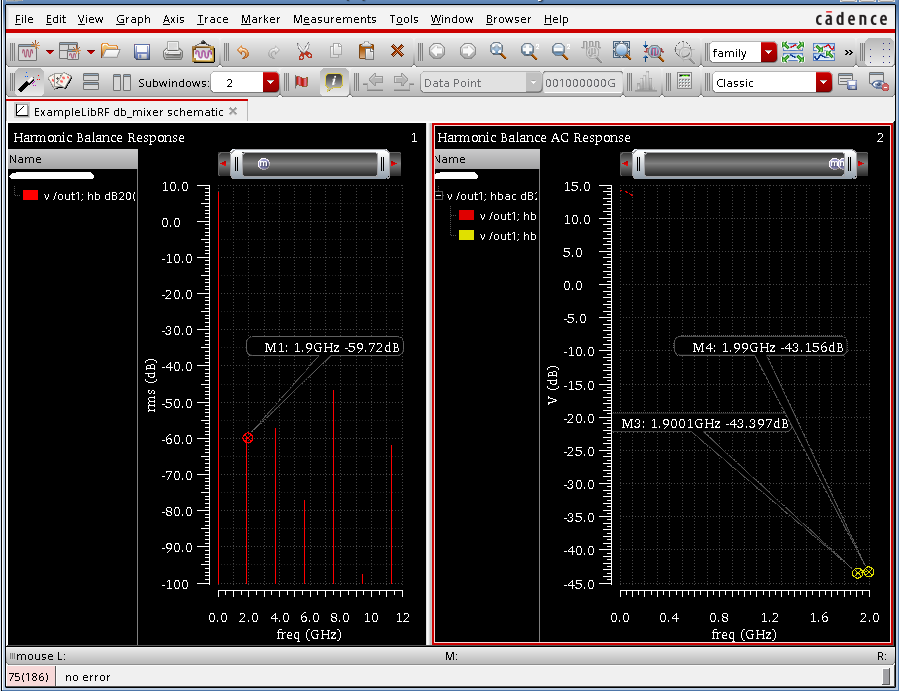 File Edit View Graph Axis Trace Marker Measurements Tools Window Browser Help cādence
family »
Subwindows: 2 Data Point 001000000G Classic
ExampleLibRF db_mixer schematic
Harmonic Balance Response 1
Name
v /out1; hb dB20(
10.0
0.0
-10.0
-20.0
-30.0
-40.0
-50.0
-60.0
-70.0
-80.0
-90.0
-100
rms (dB)
M1: 1.9GHz -59.72dB
0.0 2.0 4.0 6.0 8.0 10 12
freq (GHz)
Harmonic Balance AC Response 2
Name
v /out1; hbac dB2
v /out1; hb
v /out1; hb
15.0
10.0
5.0
0.0
-5.0
-10.0
-15.0
-20.0
-25.0
-30.0
-35.0
-40.0
-45.0
V (dB)
M4: 1.99GHz -43.156dB
M3: 1.9001GHz -43.397dB
0.0 0.4 0.8 1.2 1.6 2.0
freq (GHz)
mouse L: M: R:
75(186) no error